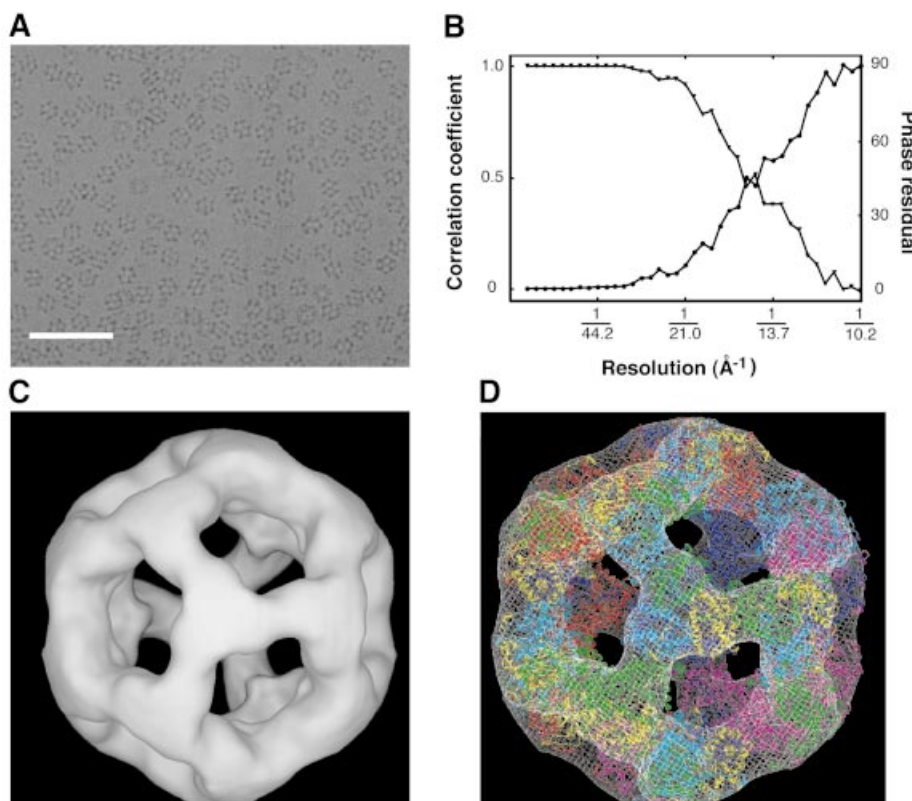 A
B
Correlation coefficient
1.0
0.5
0
Phase residual
90
60
30
0
1
44.2
1
21.0
1
13.7
1
10.2
Resolution (Å-1)
C
D